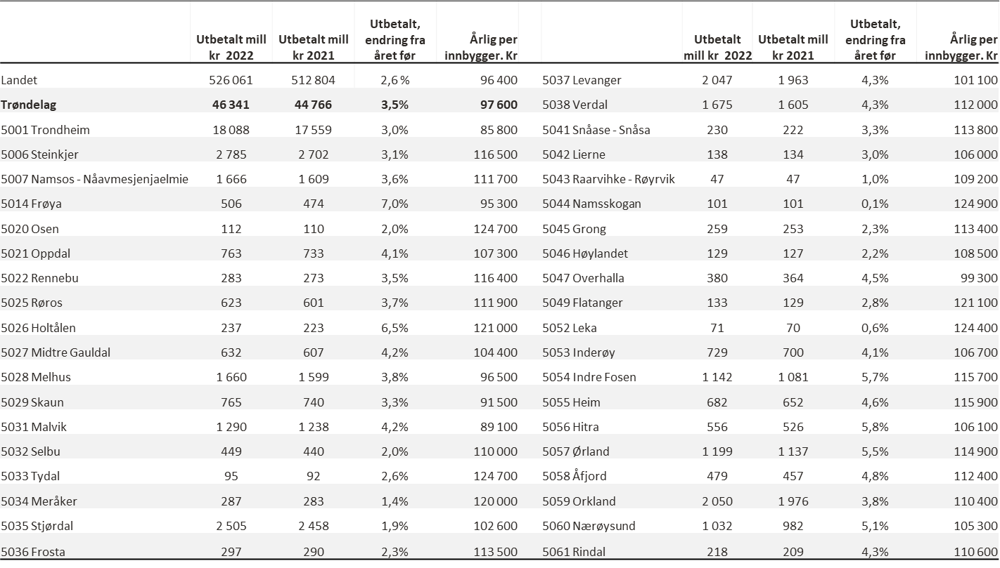 Utbetalt mill kr 2022 Utbetalt mill kr 2021 Utbetalt, endring fra året før Årlig per innbygger. Kr Utbetalt mill kr 2022 Utbetalt mill kr 2021 Utbetalt, endring fra året før Årlig per innbygger. Kr
Landet 526 061 512 804 2,6 % 96 400 5037 Levanger 2 047 1 963 4,3% 101 100
Trøndelag 46 341 44 766 3,5% 97 600 5038 Verdal 1 675 1 605 4,3% 112 000
5001 Trondheim 18 088 17 559 3,0% 85 800 5041 Snåase - Snåsa 230 222 3,3% 113 800
5006 Steinkjer 2 785 2 702 3,1% 116 500 5042 Lierne 138 134 3,0% 106 000
5007 Namsos - Nåavmesjenjaelmie 1 666 1 609 3,6% 111 700 5043 Raarvihke - Røyrvik 47 47 1,0% 109 200
5014 Frøya 506 474 7,0% 95 300 5044 Namsskogan 101 101 0,1% 124 900
5020 Osen 112 110 2,0% 124 700 5045 Grong 259 253 2,3% 113 400
5021 Oppdal 763 733 4,1% 107 300 5046 Høylandet 129 127 2,2% 108 500
5022 Rennebu 283 273 3,5% 116 400 5047 Overhalla 380 364 4,5% 99 300
5025 Røros 623 601 3,7% 111 900 5049 Flatanger 133 129 2,8% 121 100
5026 Holtålen 237 223 6,5% 121 000 5052 Leka 71 70 0,6% 124 400
5027 Midtre Gauldal 632 607 4,2% 104 400 5053 Inderøy 729 700 4,1% 106 700
5028 Melhus 1 660 1 599 3,8% 96 500 5054 Indre Fosen 1 142 1 081 5,7% 115 700
5029 Skaun 765 740 3,3% 91 500 5055 Heim 682 652 4,6% 115 900
5031 Malvik 1 290 1 238 4,2% 89 100 5056 Hitra 556 526 5,8% 106 100
5032 Selbu 449 440 2,0% 110 000 5057 Ørland 1 199 1 137 5,5% 114 900
5033 Tydal 95 92 2,6% 124 700 5058 Åfjord 479 457 4,8% 112 400
5034 Meråker 287 283 1,4% 120 000 5059 Orkland 2 050 1 976 3,8% 110 400
5035 Stjørdal 2 505 2 458 1,9% 102 600 5060 Nærøysund 1 032 982 5,1% 105 300
5036 Frosta 297 290 2,3% 113 500 5061 Rindal 218 209 4,3% 110 600